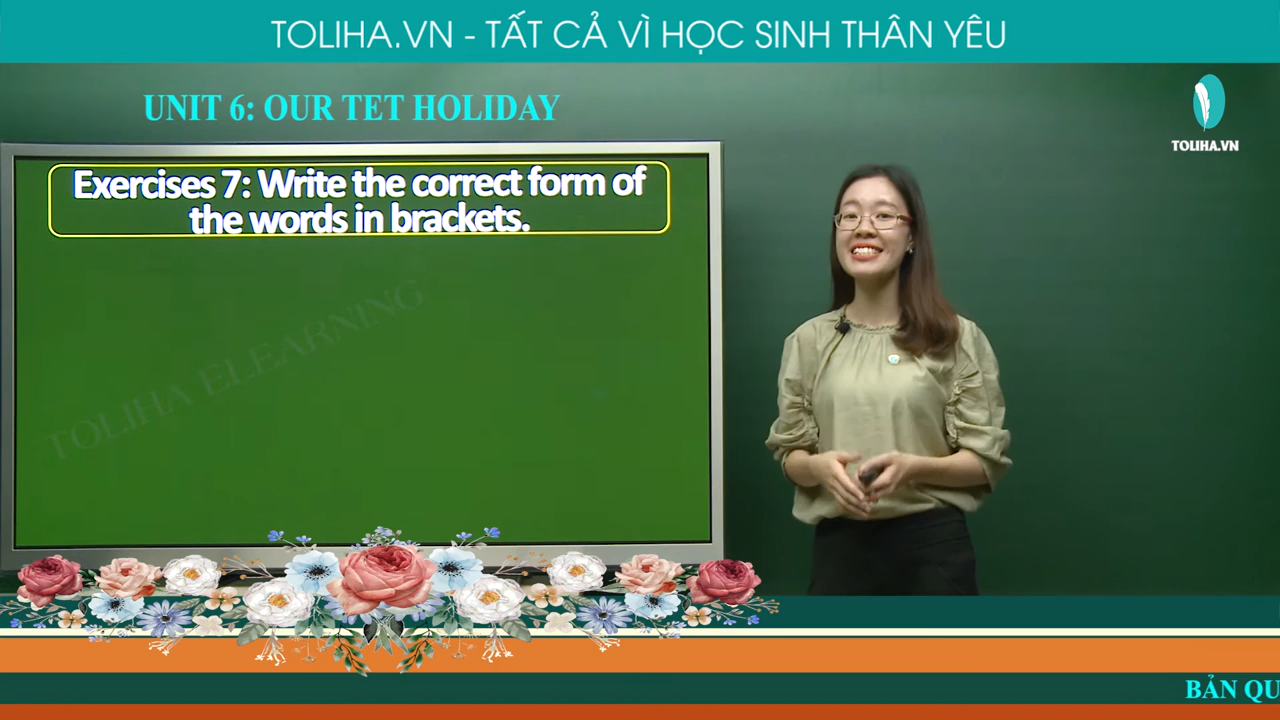 TOLIHA.VN - TẤT CẢ VÌ HỌC SINH THÂN YÊU
UNIT 6: OUR TET HOLIDAY
TOLIHA.VN
Exercises 7: Write the correct form of
the words in brackets.
TOLIHA ELEARNING
BẢN QU